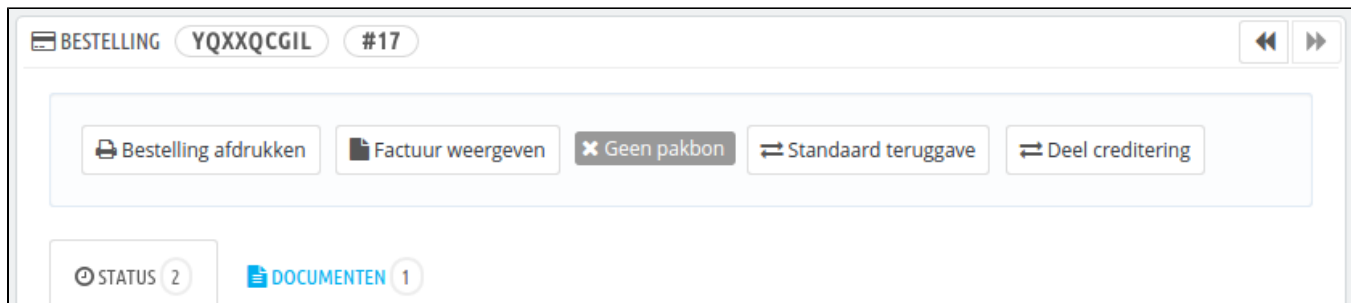 BESTELLING YQXXQCGIL #17
Bestelling afdrukken Factuur weergeven Geen pakbon Standaard teruggave Deel creditering
STATUS 2 DOCUMENTEN 1